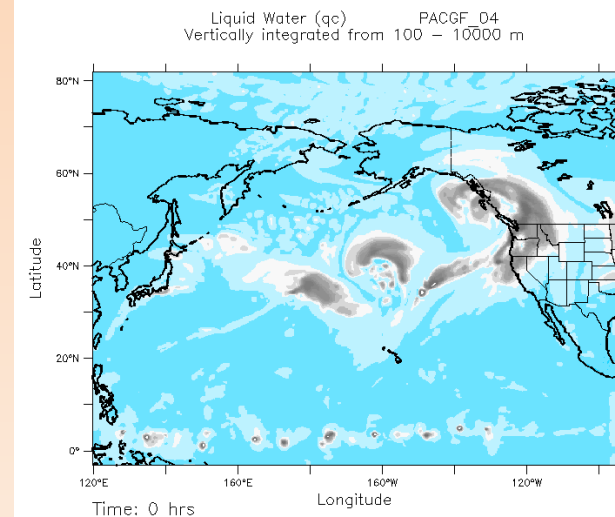 Liquid Water (qc) PACGF_04
Vertically integrated from 100 – 10000 m
80°N
60°N
40°N
20°N
0°
Latitude
120°E 160°E 160°W 120°W
Longitude
Time: 0 hrs